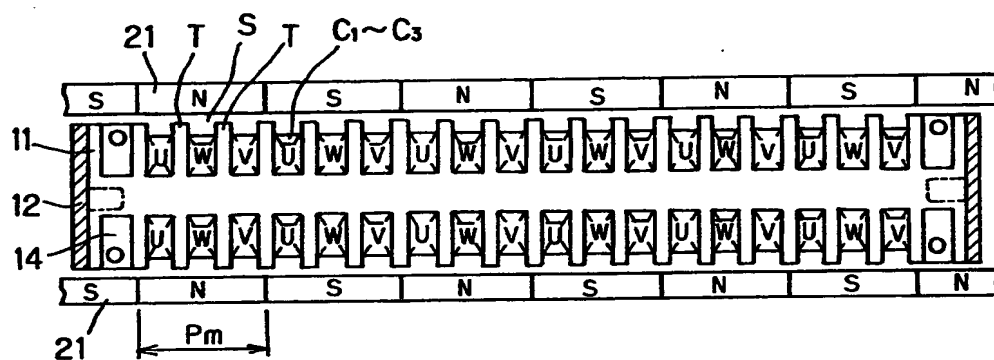 21 T S T C₁~C₃
S N S N S N S N
11 U W V U W V U W V U W V U W V U W V
12
14 U W V U W V U W V U W V U W V U W V
S N S N S N S
21 Pm